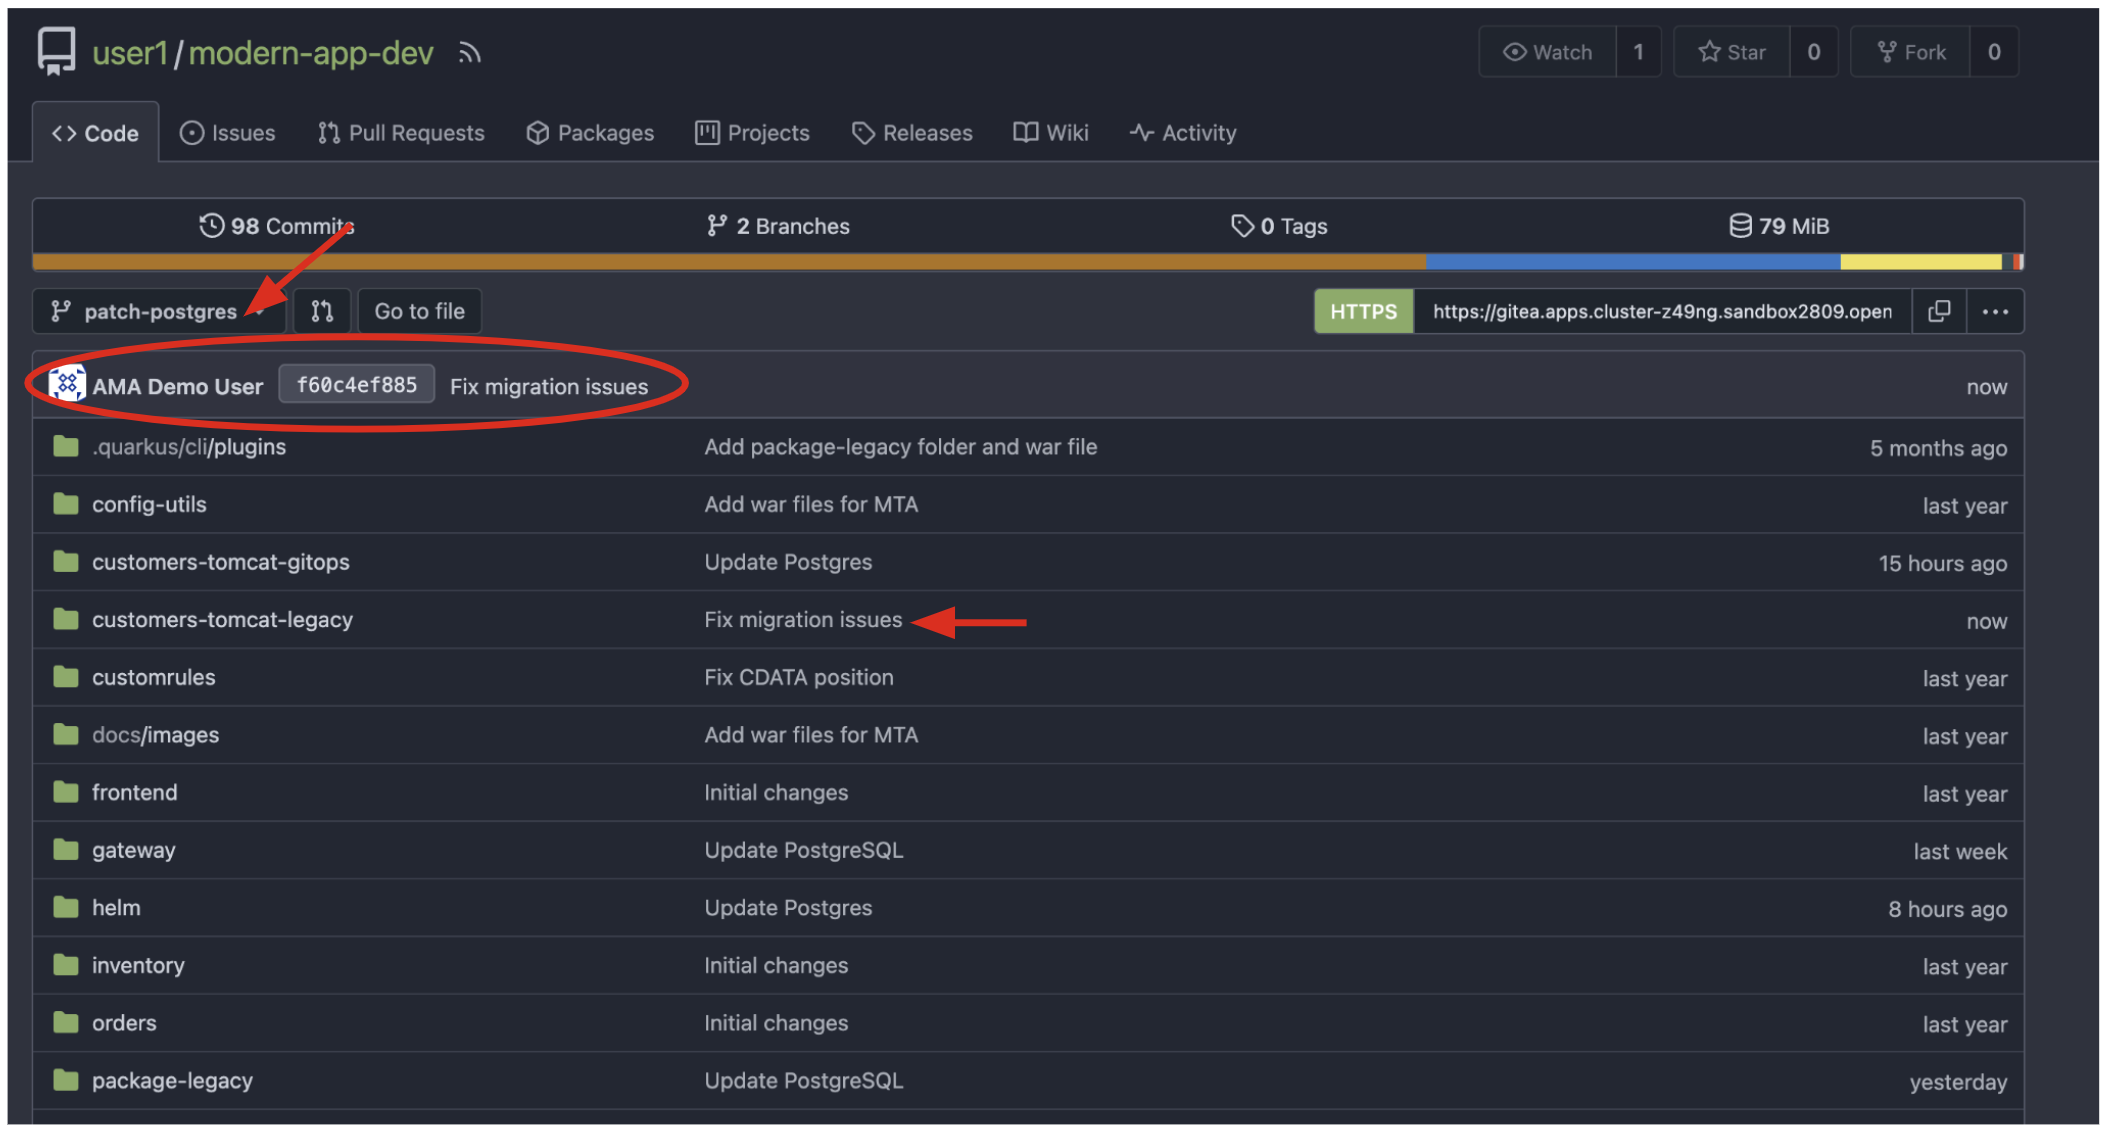 user1/modern-app-dev
Watch 1 Star 0 Fork 0
Code Issues Pull Requests Packages Projects Releases Wiki Activity
98 Commits 2 Branches 0 Tags 79 MiB
patch-postgres Go to file HTTPS https://gitea.apps.cluster-z49ng.sandbox2809.open ...
AMA Demo User f60c4ef885 Fix migration issues now
.quarkus/cli/plugins Add package-legacy folder and war file 5 months ago
config-utils Add war files for MTA last year
customers-tomcat-gitops Update Postgres 15 hours ago
customers-tomcat-legacy Fix migration issues now
customrules Fix CDATA position last year
docs/images Add war files for MTA last year
frontend Initial changes last year
gateway Update PostgreSQL last week
helm Update Postgres 8 hours ago
inventory Initial changes last year
orders Initial changes last year
package-legacy Update PostgreSQL yesterday